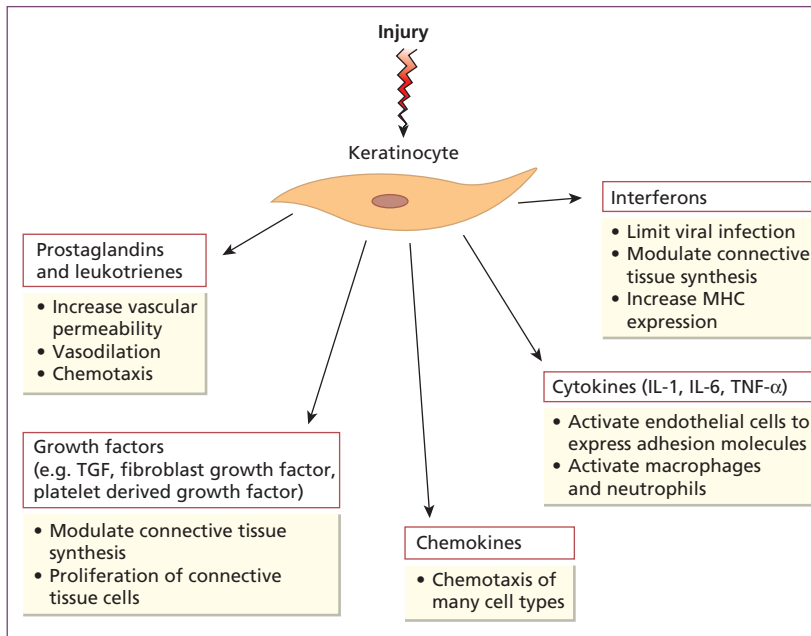 Injury
Keratinocyte
Interferons
• Limit viral infection
• Modulate connective
tissue synthesis
• Increase MHC
expression
Prostaglandins
and leukotrienes
• Increase vascular
permeability
• Vasodilation
• Chemotaxis
Cytokines (IL-1, IL-6, TNF-α)
• Activate endothelial cells to
express adhesion molecules
• Activate macrophages
and neutrophils
Growth factors
(e.g. TGF, fibroblast growth factor,
platelet derived growth factor)
• Modulate connective tissue
synthesis
• Proliferation of connective
tissue cells
Chemokines
• Chemotaxis of
many cell types